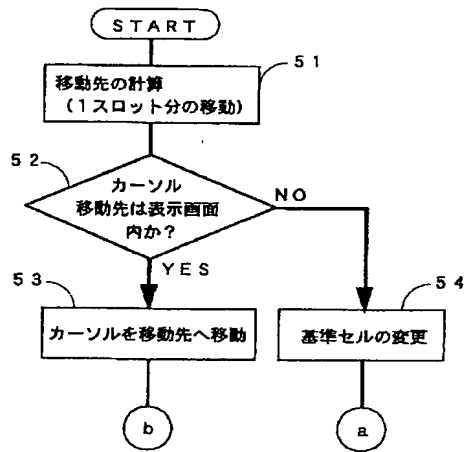 START
51
移動先の計算
(1スロット分の移動)
52
カーソル
移動先は表示画面
内か?
NO
YES
53
54
カーソルを移動先へ移動
基準セルの変更
b
a